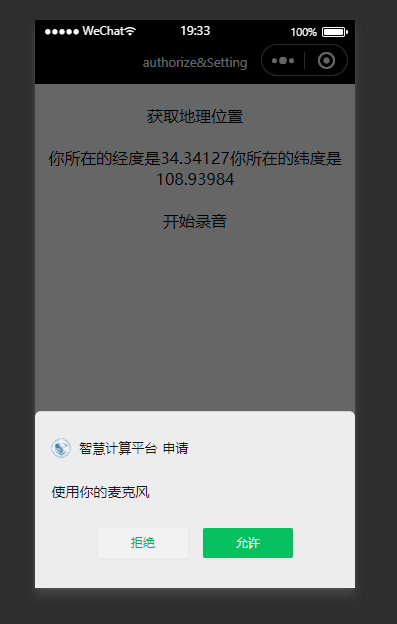 ●●●●● WeChat 19:33 100%
authorize&Setting
获取地理位置
你所在的经度是34.34127你所在的纬度是
108.93984
开始录音
智慧计算平台 申请
使用你的麦克风
拒绝 允许